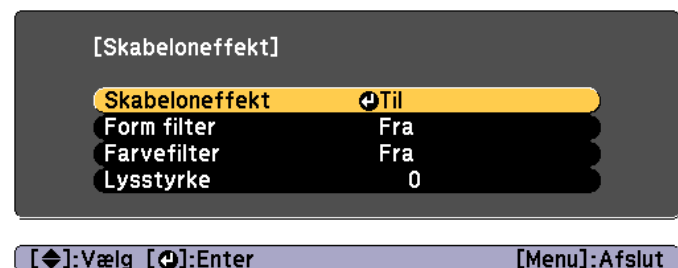 [Skabeloneffekt]
Skabeloneffekt Til
Form filter Fra
Farvefilter Fra
Lysstyrke 0
[◆]:Vælg [↵]:Enter [Menu]:Afslut